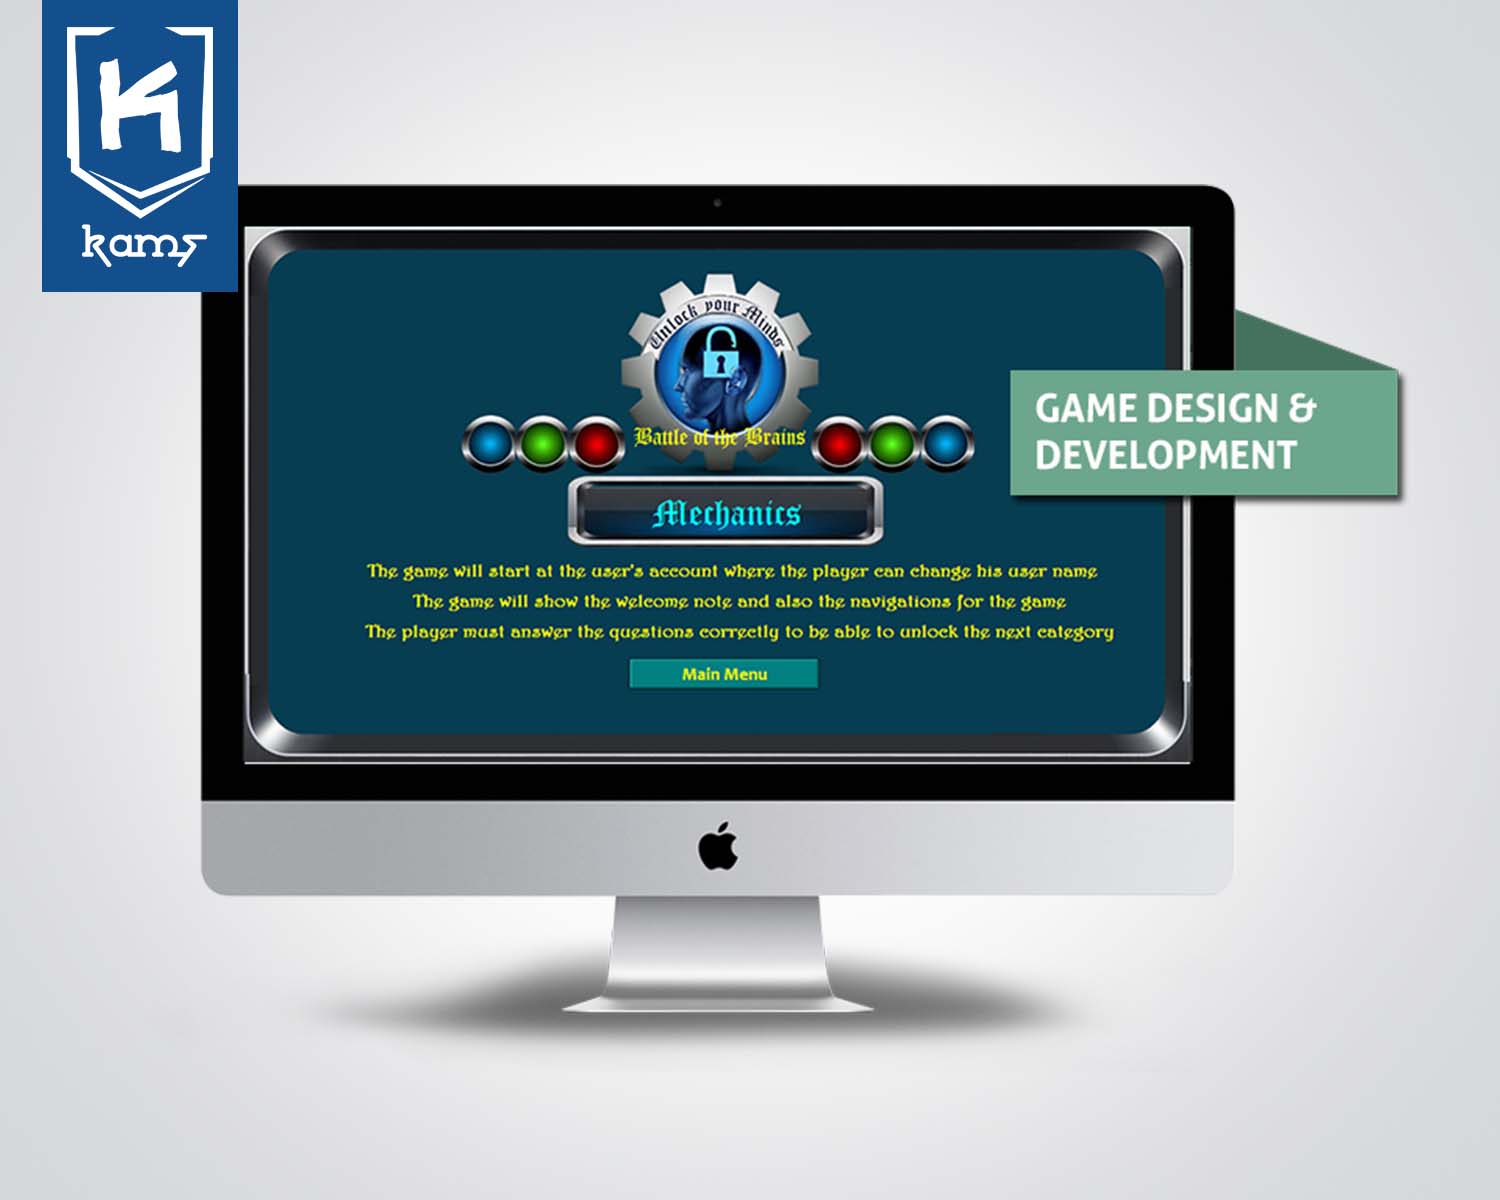 K
kams
Unlock your Minds
Battle of the Brains
Mechanics
The game will start at the user's account where the player can change his user name
The game will show the welcome note and also the navigations for the game
The player must answer the questions correctly to be able to unlock the next category
Main Menu
GAME DESIGN &
DEVELOPMENT